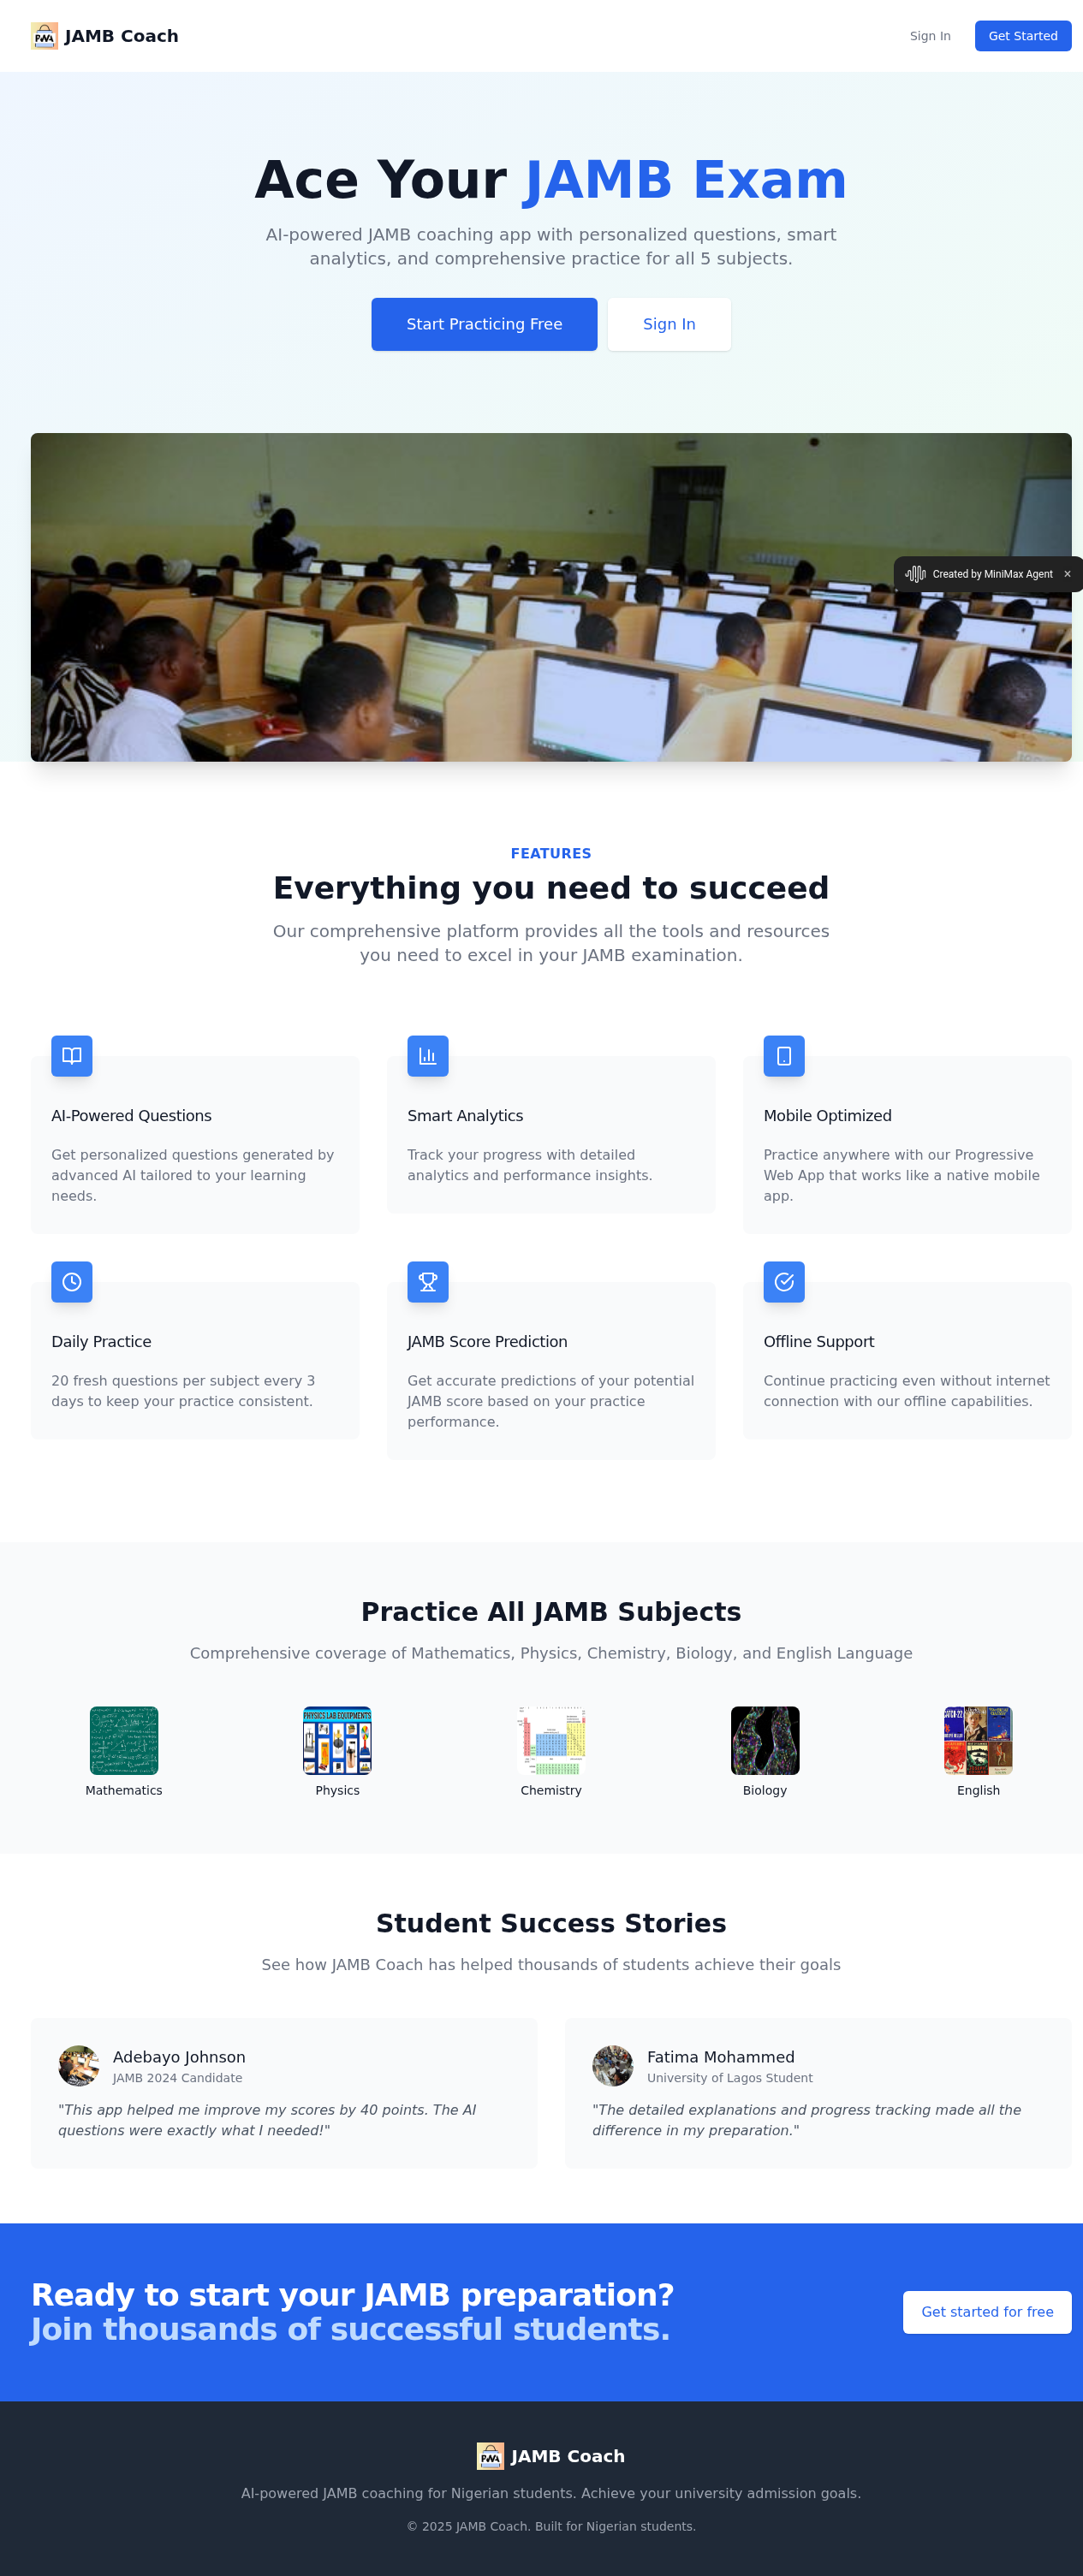 PWA
JAMB Coach
Sign In
Get Started
Ace Your JAMB Exam
AI-powered JAMB coaching app with personalized questions, smart
analytics, and comprehensive practice for all 5 subjects.
Start Practicing Free
Sign In
Created by MiniMax Agent ×
FEATURES
Everything you need to succeed
Our comprehensive platform provides all the tools and resources
you need to excel in your JAMB examination.
AI-Powered Questions
Get personalized questions generated by
advanced AI tailored to your learning
needs.
Smart Analytics
Track your progress with detailed
analytics and performance insights.
Mobile Optimized
Practice anywhere with our Progressive
Web App that works like a native mobile
app.
Daily Practice
20 fresh questions per subject every 3
days to keep your practice consistent.
JAMB Score Prediction
Get accurate predictions of your potential
JAMB score based on your practice
performance.
Offline Support
Continue practicing even without internet
connection with our offline capabilities.
Practice All JAMB Subjects
Comprehensive coverage of Mathematics, Physics, Chemistry, Biology, and English Language
PHYSICS LAB EQUIPMENTS
CATCH-22
Mathematics
Physics
Chemistry
Biology
English
Student Success Stories
See how JAMB Coach has helped thousands of students achieve their goals
Adebayo Johnson
JAMB 2024 Candidate
"This app helped me improve my scores by 40 points. The AI
questions were exactly what I needed!"
Fatima Mohammed
University of Lagos Student
"The detailed explanations and progress tracking made all the
difference in my preparation."
Ready to start your JAMB preparation?
Join thousands of successful students.
Get started for free
PWA
JAMB Coach
AI-powered JAMB coaching for Nigerian students. Achieve your university admission goals.
© 2025 JAMB Coach. Built for Nigerian students.